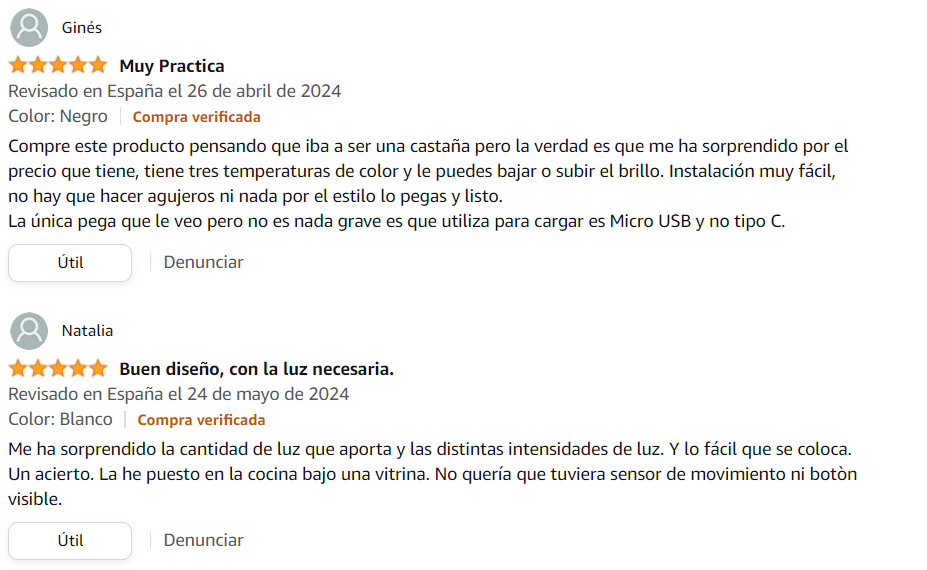 Ginés
Muy Practica
Revisado en España el 26 de abril de 2024
Color: Negro Compra verificada
Compre este producto pensando que iba a ser una castaña pero la verdad es que me ha sorprendido por el
precio que tiene, tiene tres temperaturas de color y le puedes bajar o subir el brillo. Instalación muy fácil,
no hay que hacer agujeros ni nada por el estilo lo pegas y listo.
La única pega que le veo pero no es nada grave es que utiliza para cargar es Micro USB y no tipo C.
Útil Denunciar
Natalia
Buen diseño, con la luz necesaria.
Revisado en España el 24 de mayo de 2024
Color: Blanco Compra verificada
Me ha sorprendido la cantidad de luz que aporta y las distintas intensidades de luz. Y lo fácil que se coloca.
Un acierto. La he puesto en la cocina bajo una vitrina. No quería que tuviera sensor de movimiento ni botòn
visible.
Útil Denunciar